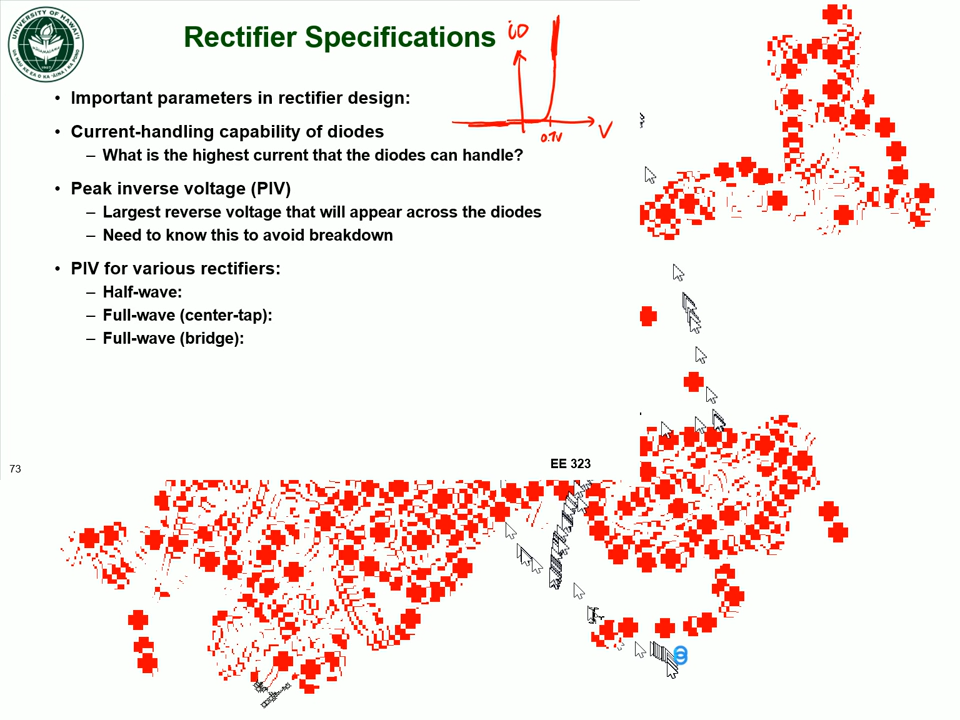 Rectifier Specifications
iD
• Important parameters in rectifier design:
• Current-handling capability of diodes
– What is the highest current that the diodes can handle?
0.7V
V
• Peak inverse voltage (PIV)
– Largest reverse voltage that will appear across the diodes
– Need to know this to avoid breakdown
• PIV for various rectifiers:
– Half-wave:
– Full-wave (center-tap):
– Full-wave (bridge):
73
EE 323